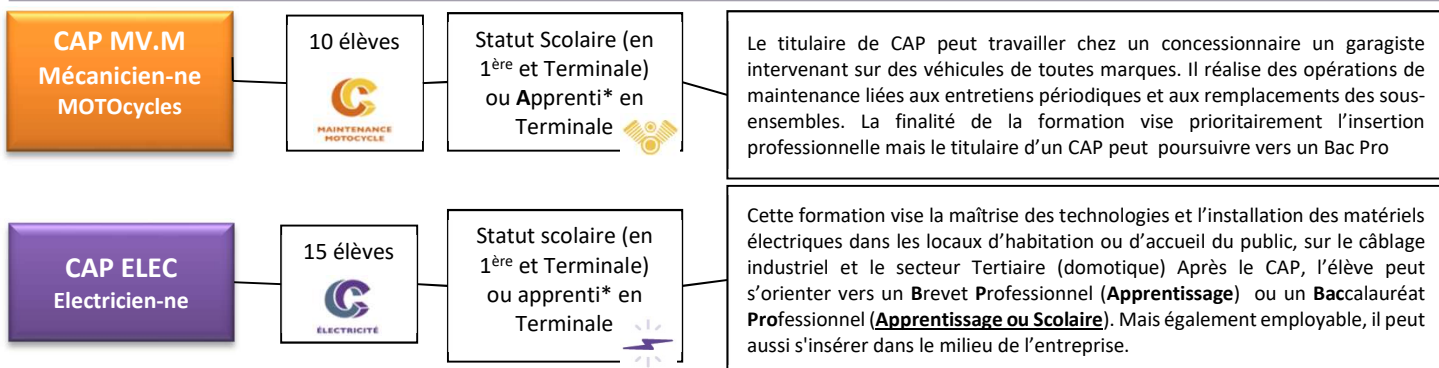 CAP MV.M
Mécanicien-ne
MOTOcycles
10 élèves
MAINTENANCE
MOTOCYCLE
Statut Scolaire (en
1ère et Terminale)
ou Apprenti* en
Terminale
Le titulaire de CAP peut travailler chez un concessionnaire un garagiste
intervenant sur des véhicules de toutes marques. Il réalise des opérations de
maintenance liées aux entretiens périodiques et aux remplacements des sous-
ensembles. La finalité de la formation vise prioritairement l’insertion
professionnelle mais le titulaire d’un CAP peut poursuivre vers un Bac Pro
CAP ELEC
Electricien-ne
15 élèves
ÉLECTRICITÉ
Statut scolaire (en
1ère et Terminale)
ou apprenti* en
Terminale
Cette formation vise la maîtrise des technologies et l’installation des matériels
électriques dans les locaux d’habitation ou d’accueil du public, sur le câblage
industriel et le secteur Tertiaire (domotique) Après le CAP, l’élève peut
s’orienter vers un Brevet Professionnel (Apprentissage) ou un Baccalauréat
Professionnel (Apprentissage ou Scolaire). Mais également employable, il peut
aussi s'insérer dans le milieu de l’entreprise.